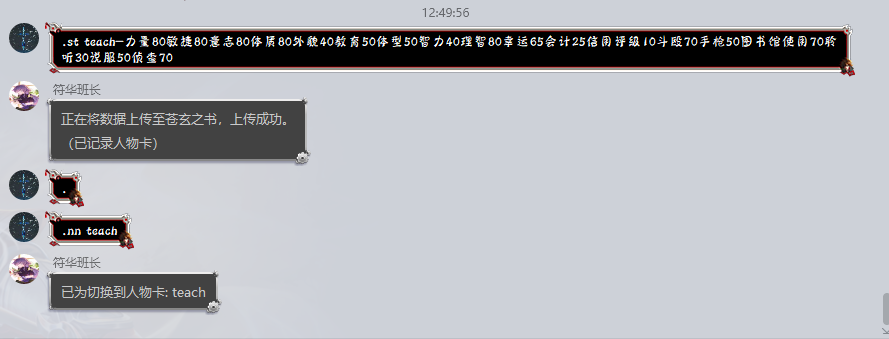 12:49:56
.st teach-力量80敏捷80意志80体质80外貌40教育50体型50智力40理智80幸运65会计25信用评级10斗殴70手枪50图书馆使用70聆
听30说服50侦查70
符华班长
正在将数据上传至苍玄之书，上传成功。
（已记录人物卡）
.
.nn teach
符华班长
已为切换到人物卡: teach